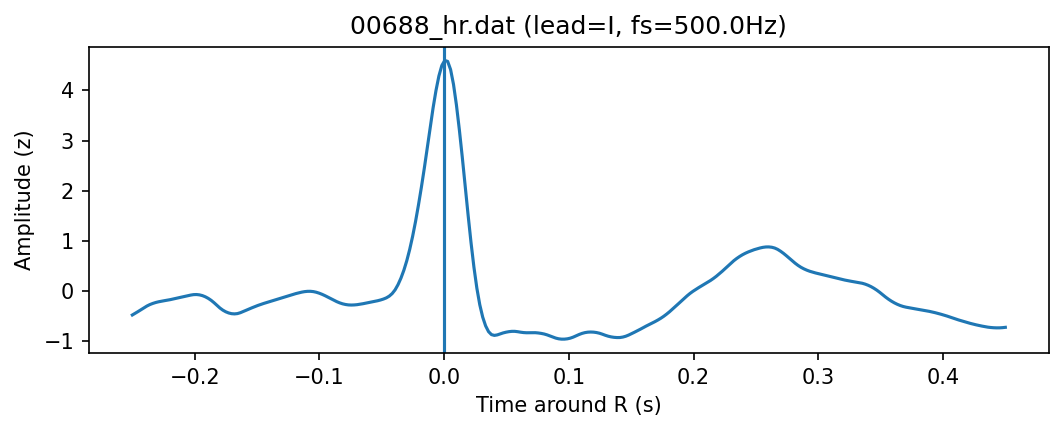 00688_hr.dat (lead=I, fs=500.0Hz)
Amplitude (z)
4
3
2
1
0
−1
−0.2 −0.1 0.0 0.1 0.2 0.3 0.4
Time around R (s)